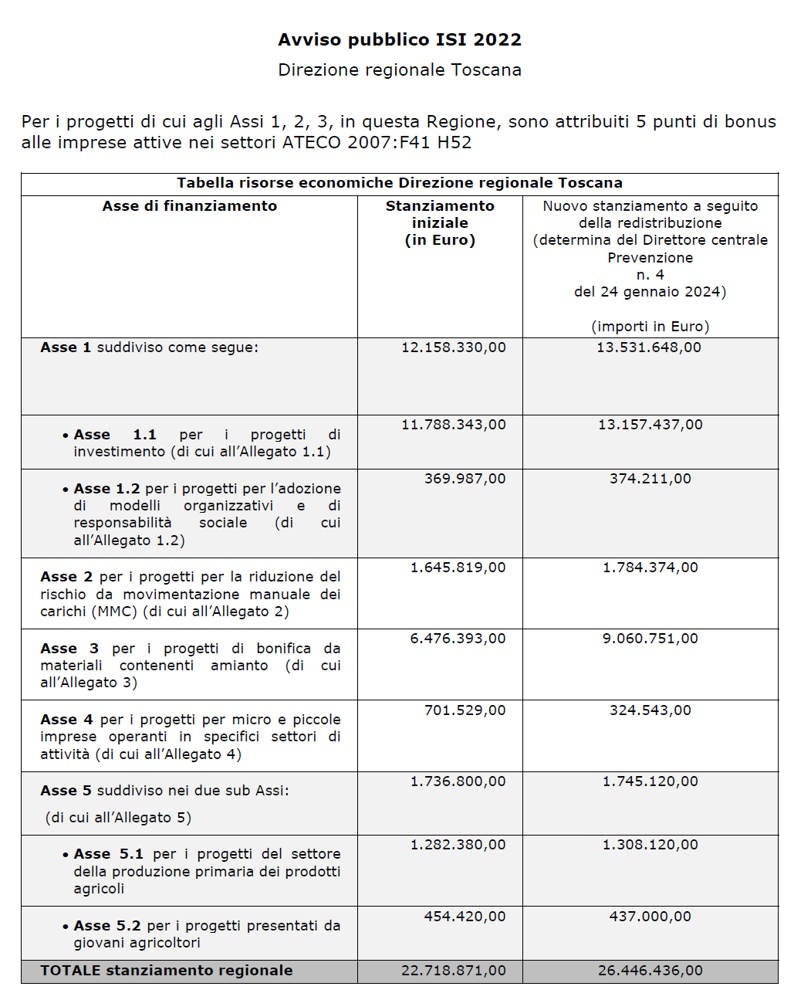 Avviso pubblico ISI 2022
Direzione regionale Toscana
Per i progetti di cui agli Assi 1, 2, 3, in questa Regione, sono attribuiti 5 punti di bonus
alle imprese attive nei settori ATECO 2007:F41 H52
Tabella risorse economiche Direzione regionale Toscana
Asse di finanziamento
Stanziamento
iniziale
(in Euro)
Nuovo stanziamento a seguito
della redistribuzione
(determina del Direttore centrale
Prevenzione
n. 4
del 24 gennaio 2024)
(importi in Euro)
Asse 1 suddiviso come segue: 12.158.330,00 13.531.648,00
• Asse 1.1 per i progetti di
investimento (di cui all’Allegato 1.1)
11.788.343,00 13.157.437,00
• Asse 1.2 per i progetti per l’adozione
di modelli organizzativi e di
responsabilità sociale (di cui
all’Allegato 1.2)
369.987,00 374.211,00
Asse 2 per i progetti per la riduzione del
rischio da movimentazione manuale dei
carichi (MMC) (di cui all’Allegato 2)
1.645.819,00 1.784.374,00
Asse 3 per i progetti di bonifica da
materiali contenenti amianto (di cui
all’Allegato 3)
6.476.393,00 9.060.751,00
Asse 4 per i progetti per micro e piccole
imprese operanti in specifici settori di
attività (di cui all’Allegato 4)
701.529,00 324.543,00
Asse 5 suddiviso nei due sub Assi:
(di cui all’Allegato 5)
1.736.800,00 1.745.120,00
• Asse 5.1 per i progetti del settore
della produzione primaria dei prodotti
agricoli
1.282.380,00 1.308.120,00
• Asse 5.2 per i progetti presentati da
giovani agricoltori
454.420,00 437.000,00
TOTALE stanziamento regionale 22.718.871,00 26.446.436,00